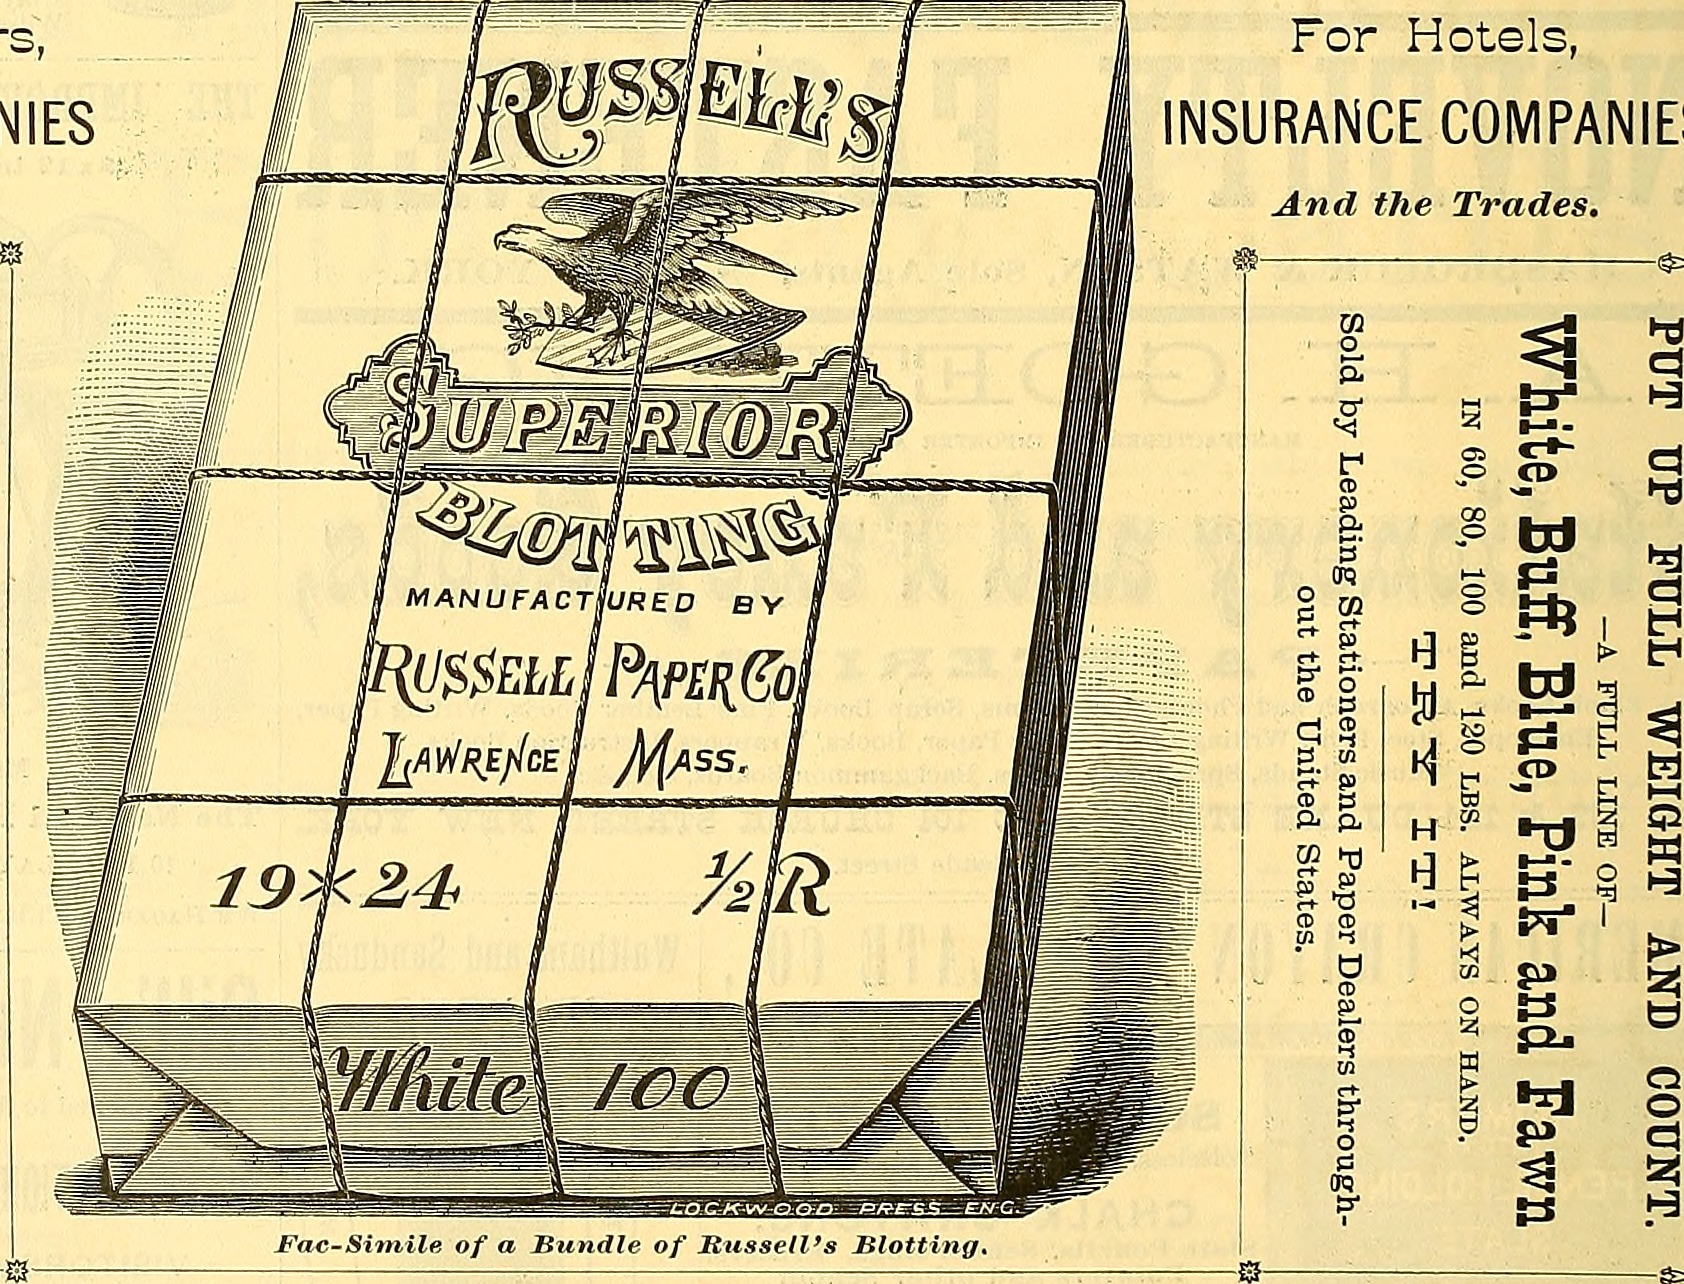 rs,
NIES
For Hotels,
INSURANCE COMPANIES
And the Trades.
RUSSELL'S
SUPERIOR
BLOTTING
MANUFACTURED BY
RUSSELL PAPER CO
LAWRENCE MASS.
19×24 ½ R
White 100
LOCKWOOD PRESS ENG.
Fac-Simile of a Bundle of Russell's Blotting.
PUT UP FULL WEIGHT AND COUNT.
—A FULL LINE OF—
White, Buff, Blue, Pink and Fawn
IN 60, 80, 100 and 120 LBS. ALWAYS ON HAND.
TRY IT!
Sold by Leading Stationers and Paper Dealers through-
out the United States.